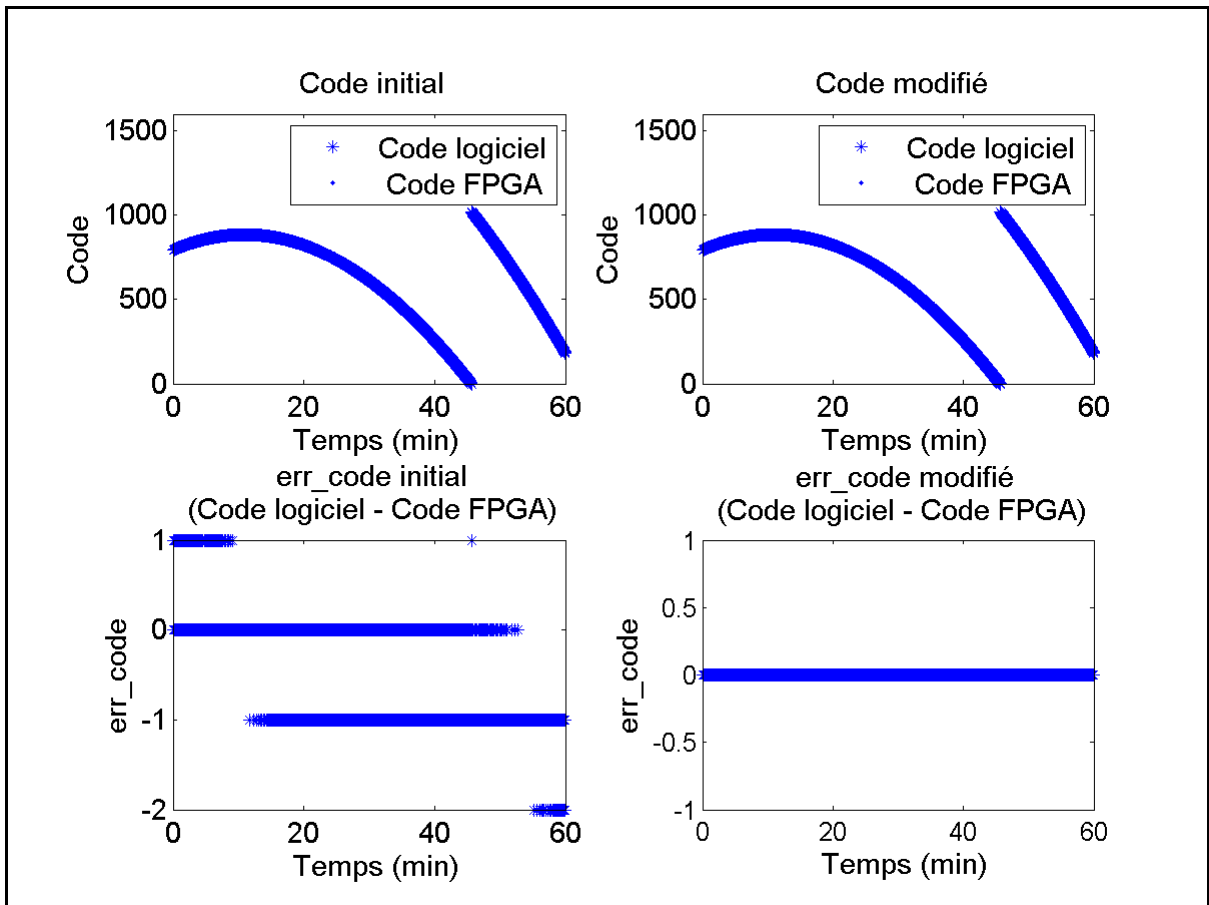 Code initial
1500
1000
500
0
Code
Code logiciel
Code FPGA
0 20 40 60
Temps (min)
Code modifié
1500
1000
500
0
Code
Code logiciel
Code FPGA
0 20 40 60
Temps (min)
err_code initial
(Code logiciel - Code FPGA)
1
0
-1
-2
err_code
0 20 40 60
Temps (min)
err_code modifié
(Code logiciel - Code FPGA)
1
0.5
0
-0.5
-1
err_code
0 20 40 60
Temps (min)